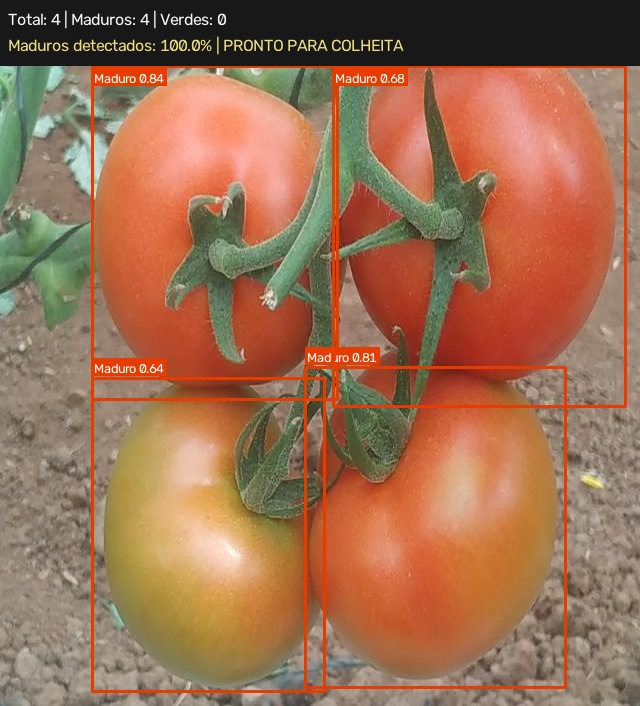 Total: 4 | Maduros: 4 | Verdes: 0
Maduros detectados: 100.0% | PRONTO PARA COLHEITA
Maduro 0.84
Maduro 0.68
Maduro 0.81
Maduro 0.64